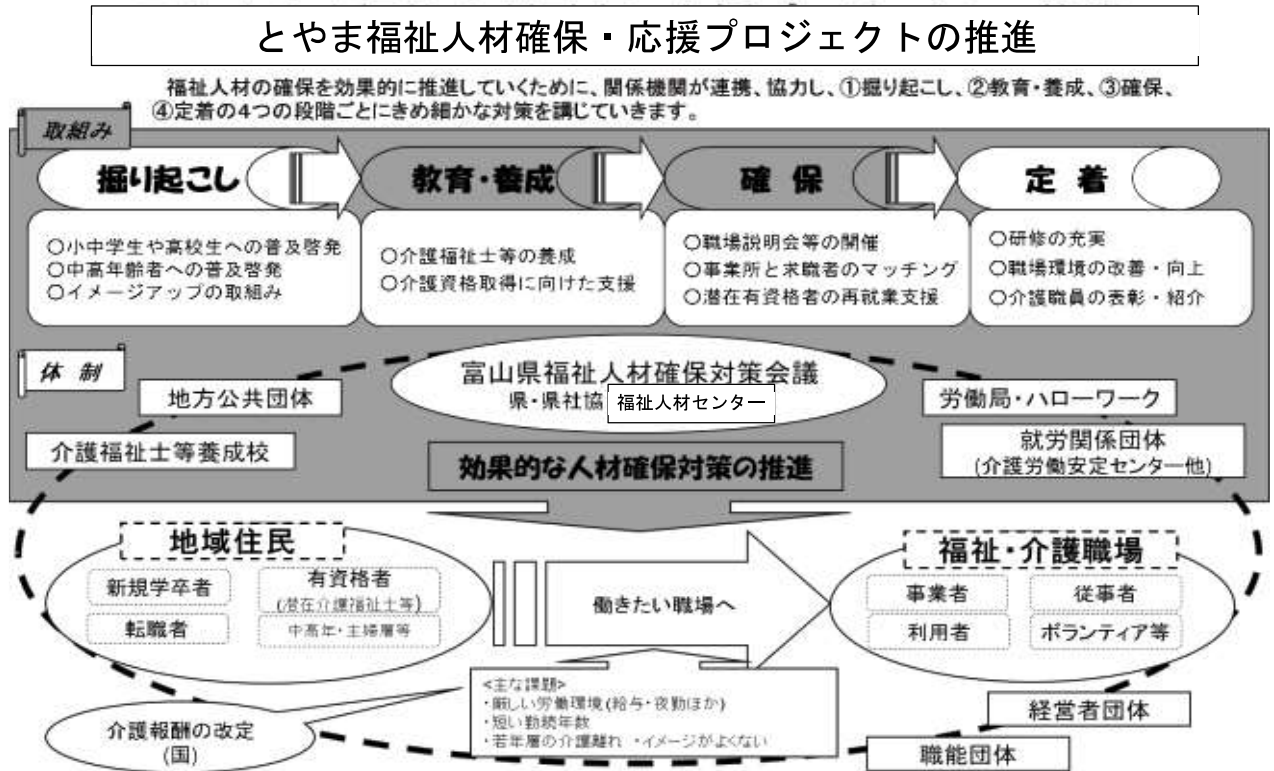 とやま福祉人材確保・応援プロジェクトの推進
福祉人材の確保を効果的に推進していくために、関係機関が連携、協力し、①掘り起こし、②教育・養成、③確保、
④定着の4つの段階ごとにきめ細かな対策を講じていきます。
取組み
掘り起こし
教育・養成
確保
定着
○小中学生や高校生への普及啓発
○中高年齢者への普及啓発
○イメージアップの取組み
○介護福祉士等の養成
○介護資格取得に向けた支援
○職場説明会等の開催
○事業所と求職者のマッチング
○潜在有資格者の再就業支援
○研修の充実
○職場環境の改善・向上
○介護職員の表彰・紹介
体制
富山県福祉人材確保対策会議
県・県社協 福祉人材センター
地方公共団体
介護福祉士等養成校
労働局・ハローワーク
就労関係団体
(介護労働安定センター他)
効果的な人材確保対策の推進
地域住民
新規学卒者
有資格者
(潜在介護福祉士等)
転職者
中高年・主婦層等
働きたい職場へ
福祉・介護職場
事業者
従事者
利用者
ボランティア等
<主な課題>
・厳しい労働環境(給与・夜勤ほか)
・短い勤続年数
・若年層の介護離れ ・イメージがよくない
介護報酬の改定
(国)
経営者団体
職能団体